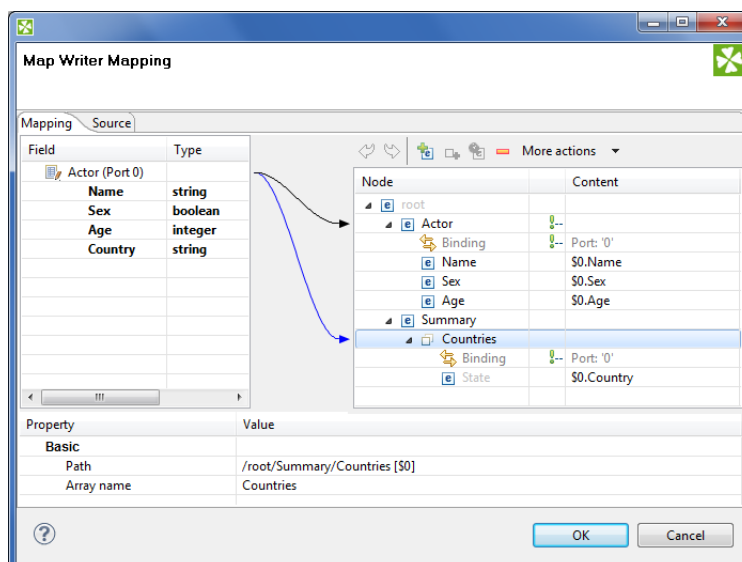 Map Writer Mapping
Mapping Source
Field Type
Actor (Port 0)
Name string
Sex boolean
Age integer
Country string
More actions
Node Content
root
Actor
Binding Port: '0'
Name $0.Name
Sex $0.Sex
Age $0.Age
Summary
Countries
Binding Port: '0'
State $0.Country
Property Value
Basic
Path /root/Summary/Countries [$0]
Array name Countries
OK Cancel